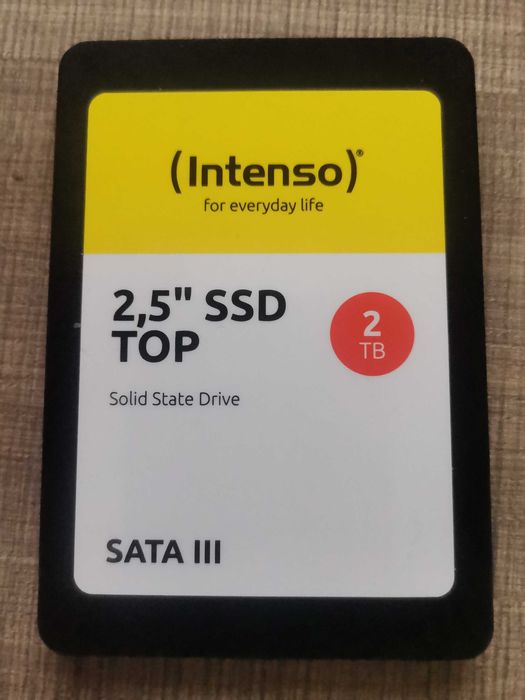 (Intenso)®
for everyday life
2,5" SSD
TOP
2
TB
Solid State Drive
SATA III